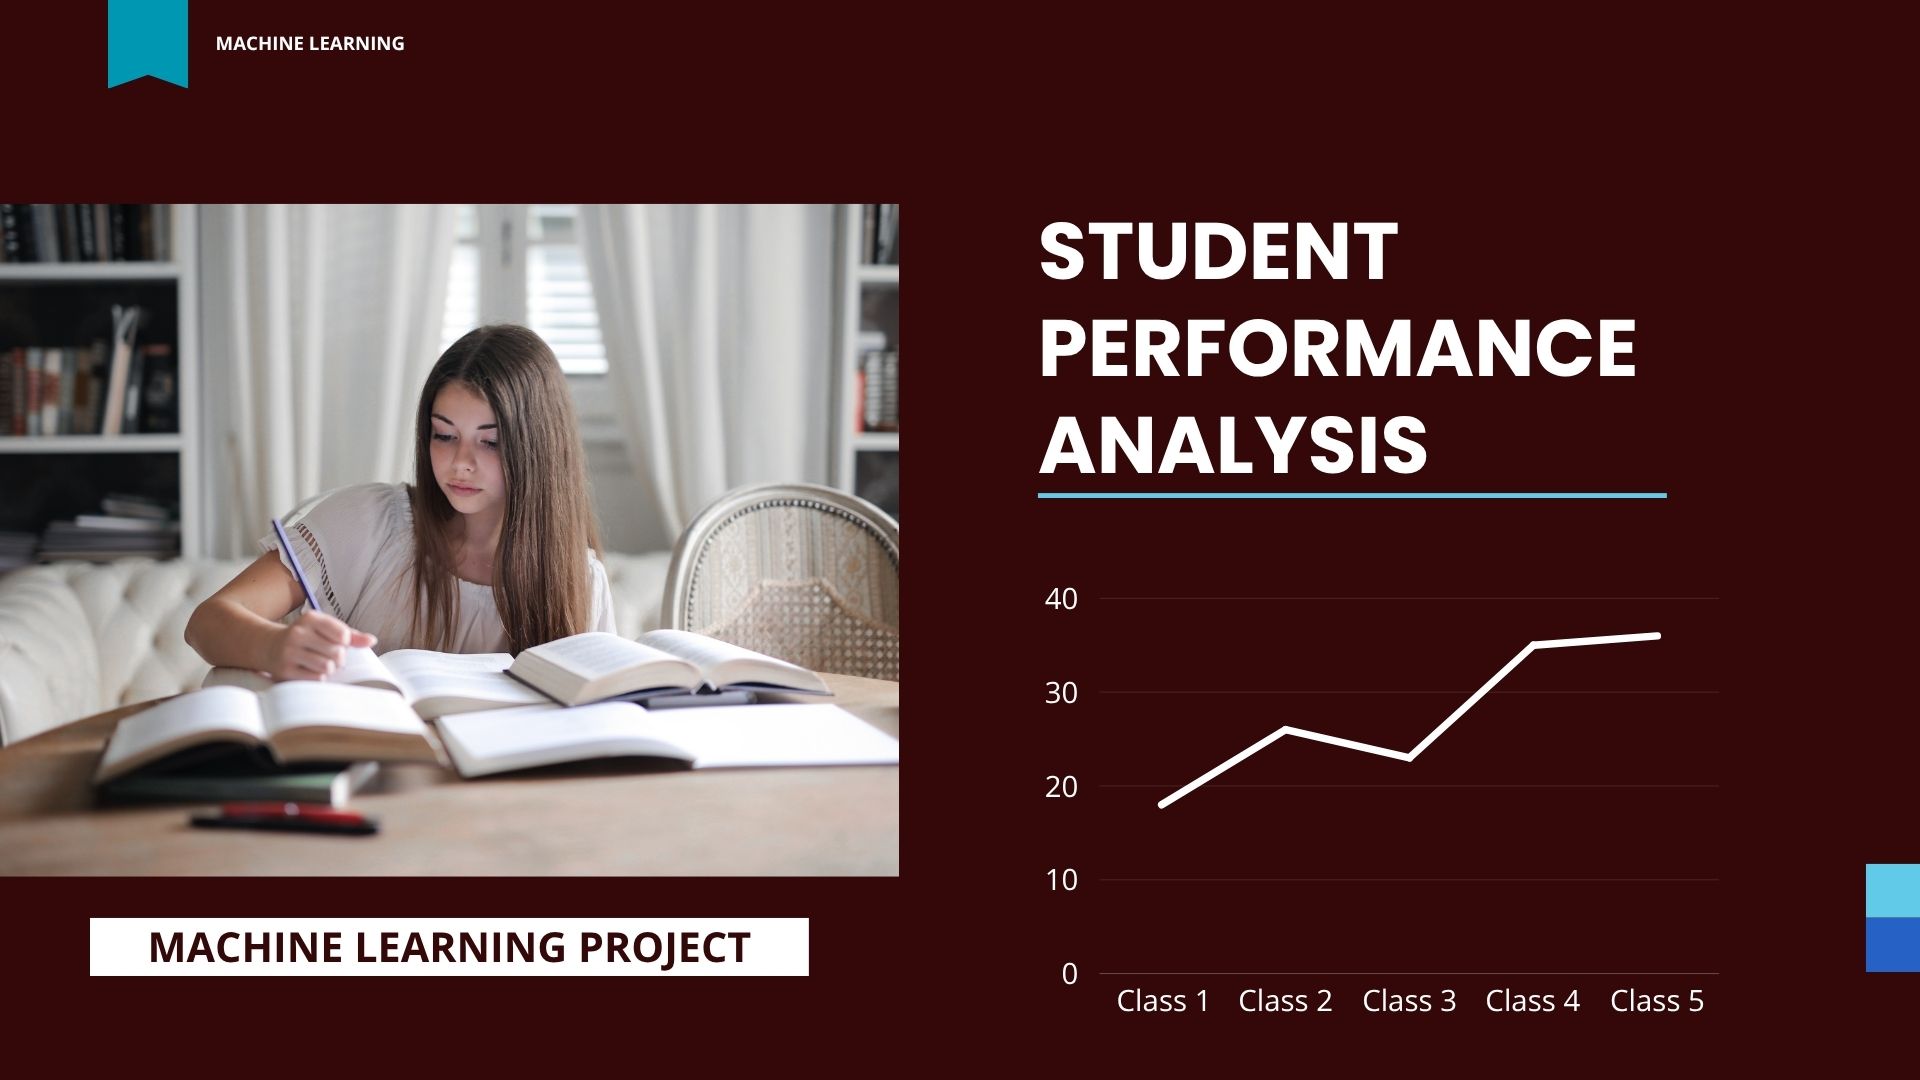 MACHINE LEARNING
STUDENT
PERFORMANCE
ANALYSIS
40
30
20
10
0
Class 1 Class 2 Class 3 Class 4 Class 5
MACHINE LEARNING PROJECT